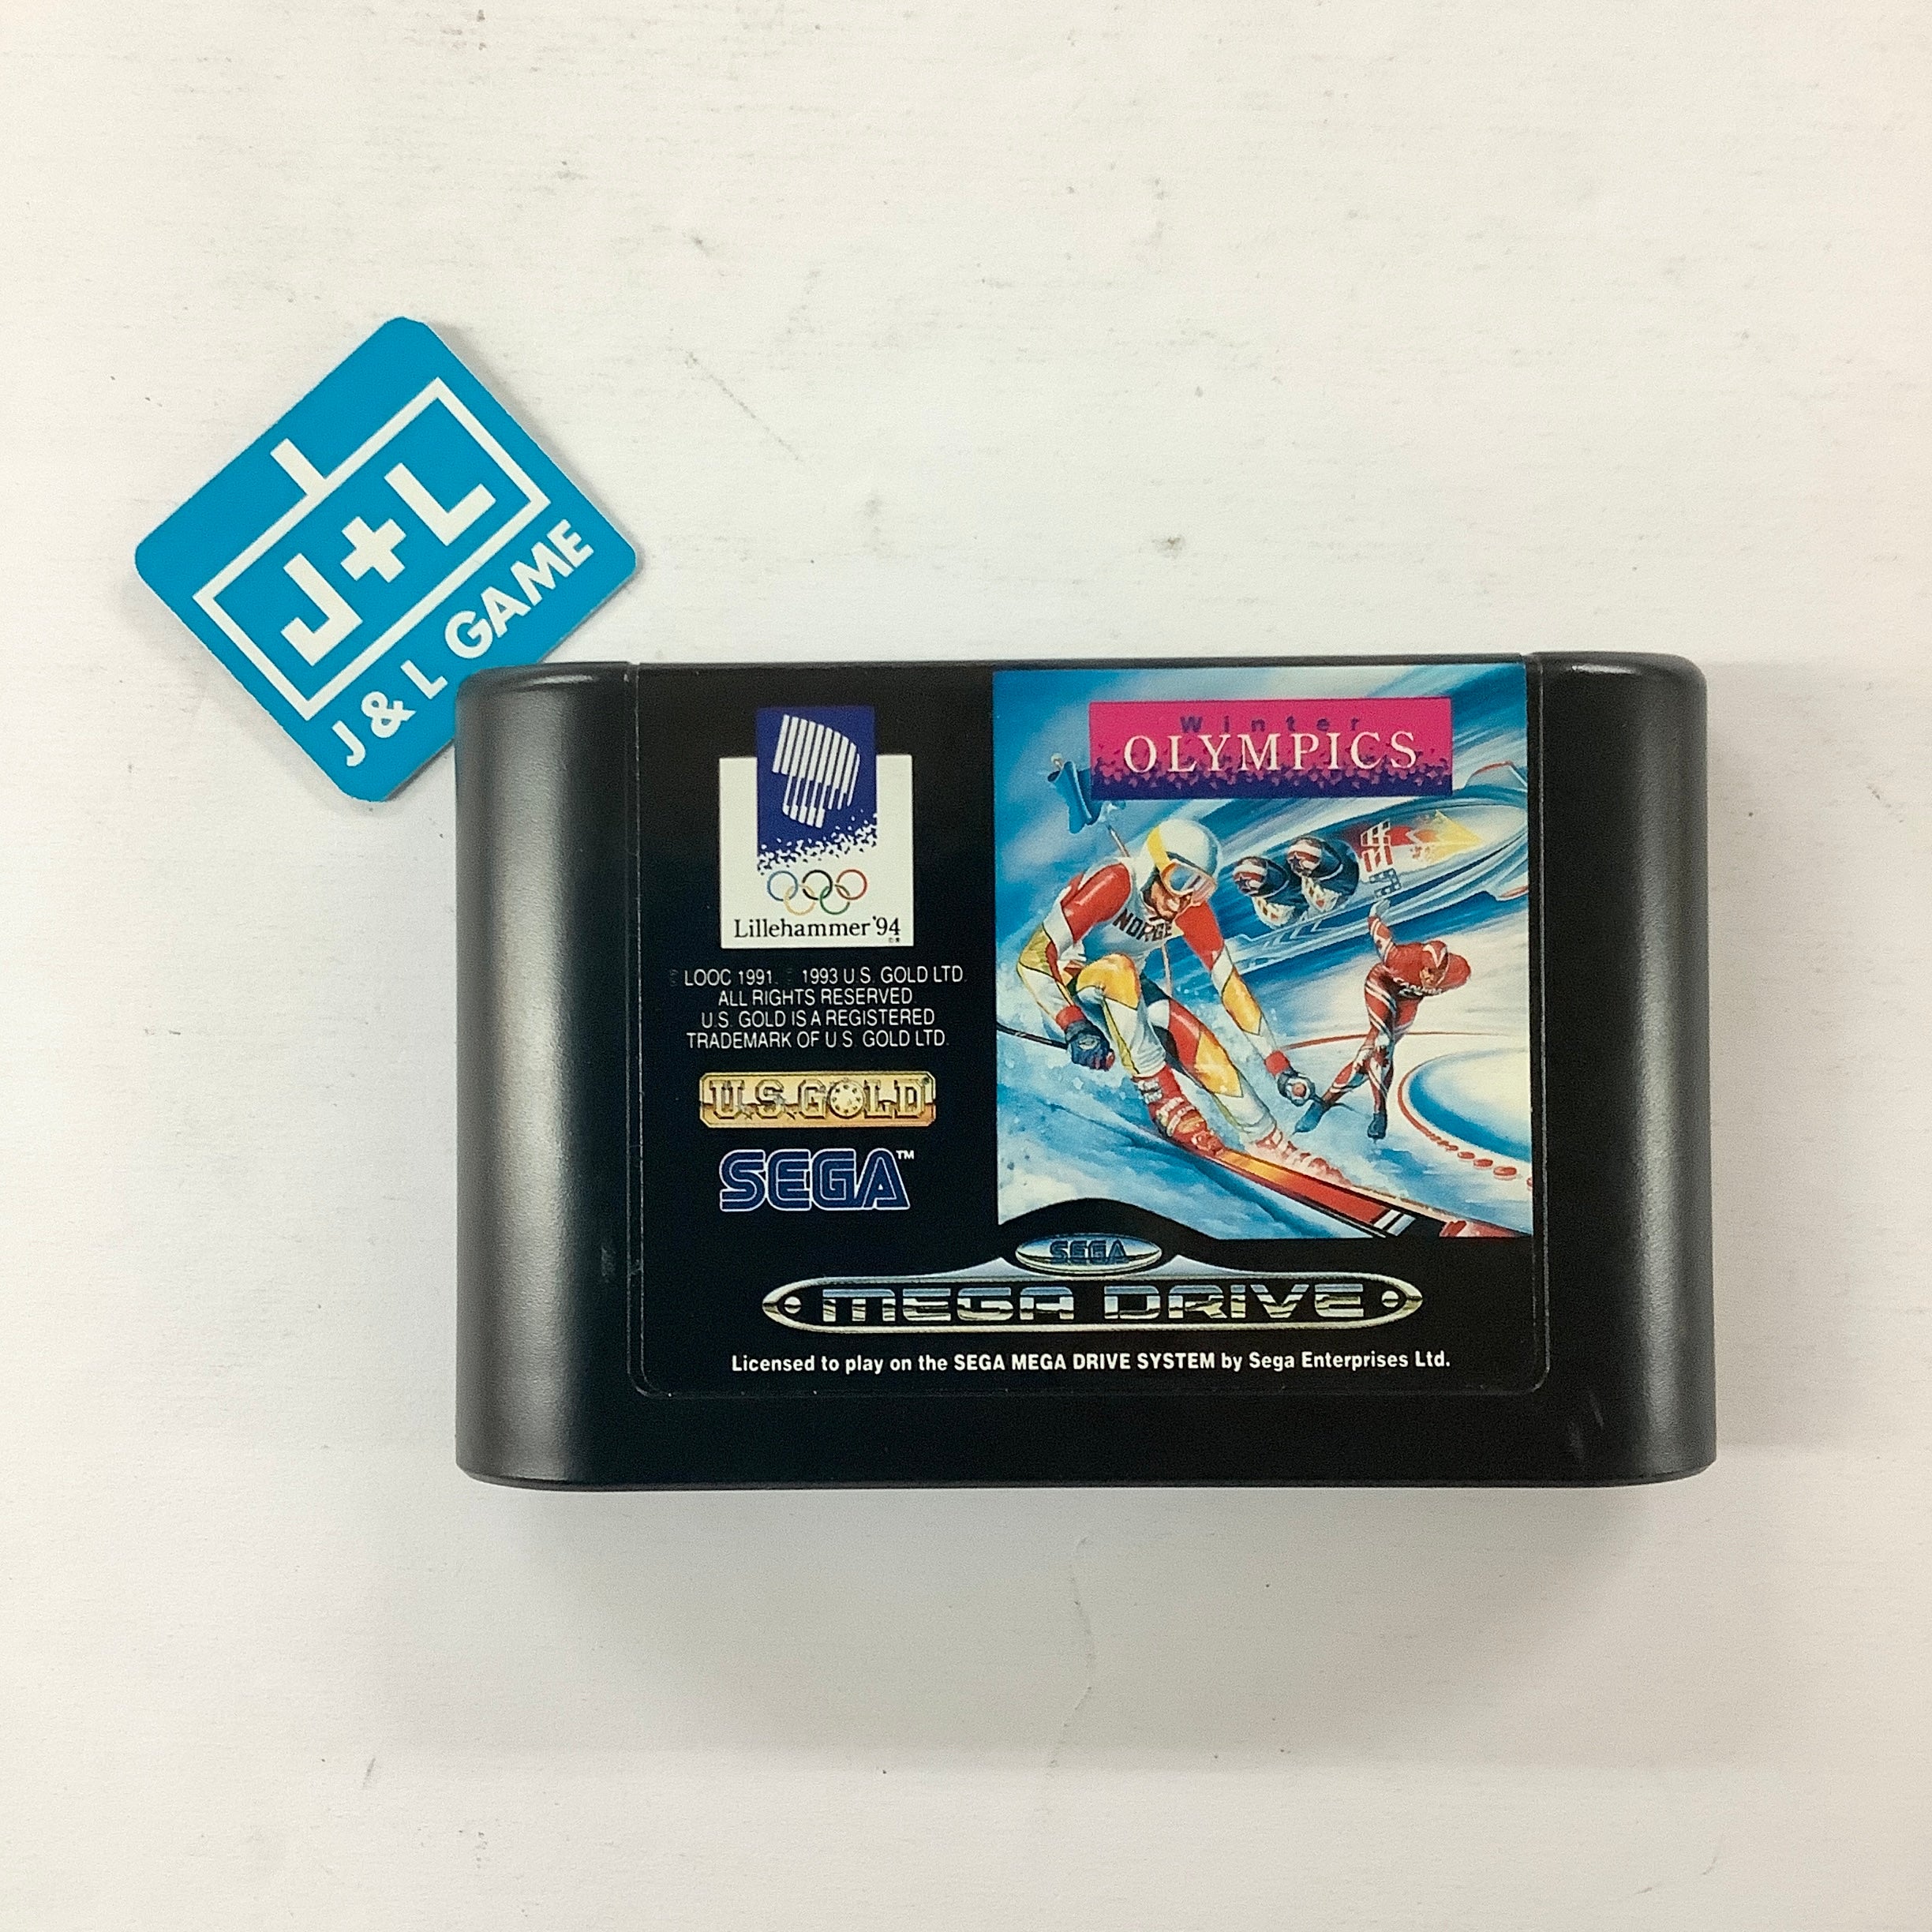 J+L
J & L GAME
Winter
OLYMPICS
NORGE
Lillehammer '94
© LOOC 1991. © 1993 U.S. GOLD LTD.
ALL RIGHTS RESERVED.
U.S. GOLD IS A REGISTERED
TRADEMARK OF U.S. GOLD LTD.
U.S. GOLD
SEGA™
SEGA
MEGA DRIVE
Licensed to play on the SEGA MEGA DRIVE SYSTEM by Sega Enterprises Ltd.